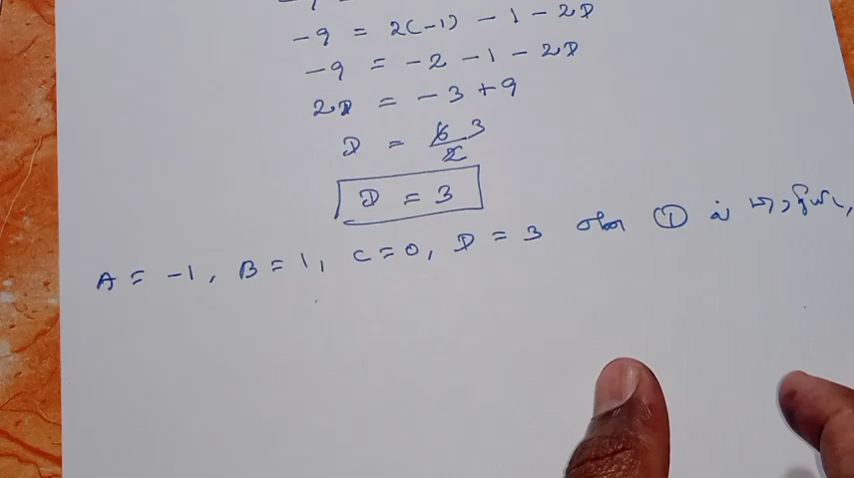 -9 = 2(-1) - 1 - 2D
-9 = -2 - 1 - 2D
2D = -3 + 9
D = 6/2 3
D = 3
A = -1, B = 1, C = 0, D = 3 என ① ல் பிரதியிட,